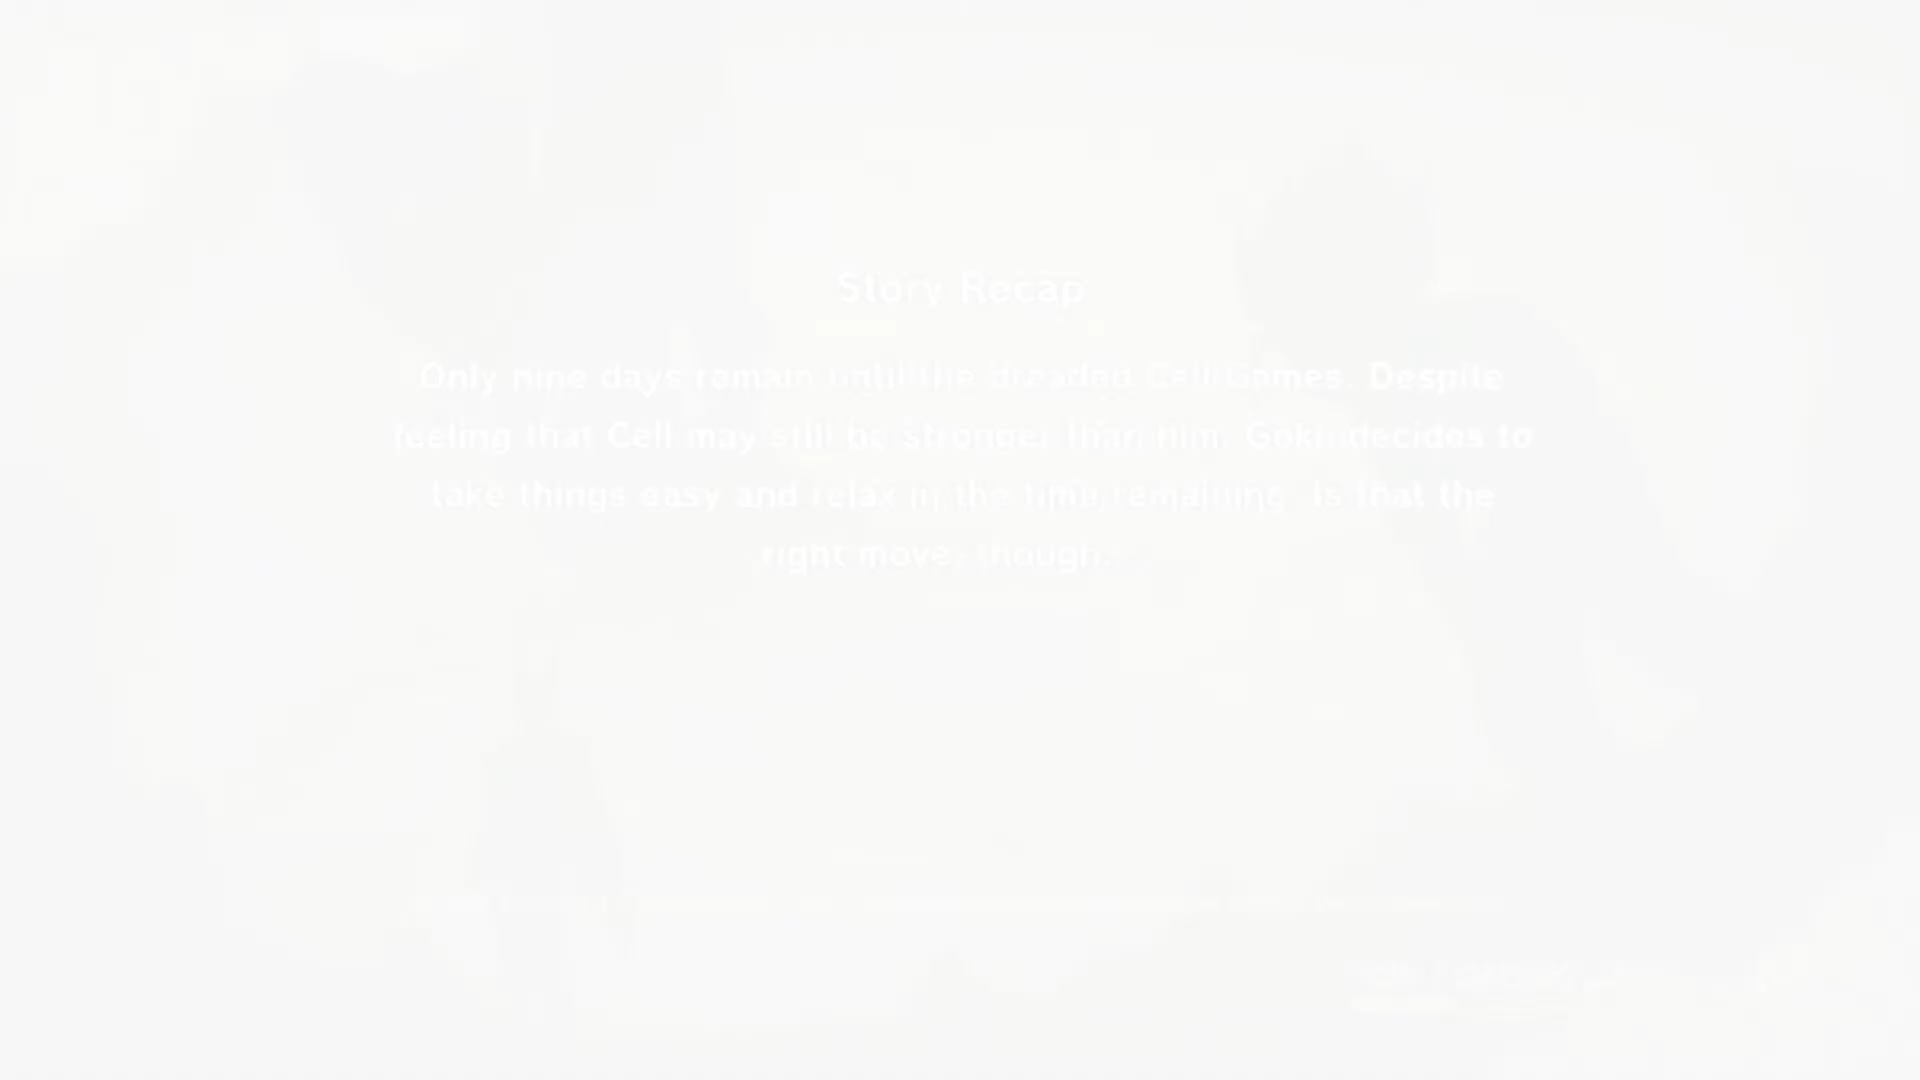 Story Recap
Only nine days remain until the dreaded Cell Games. Despite
feeling that Cell may still be stronger than him, Goku decides to
take things easy and relax in the time remaining. Is that the
right move, though?